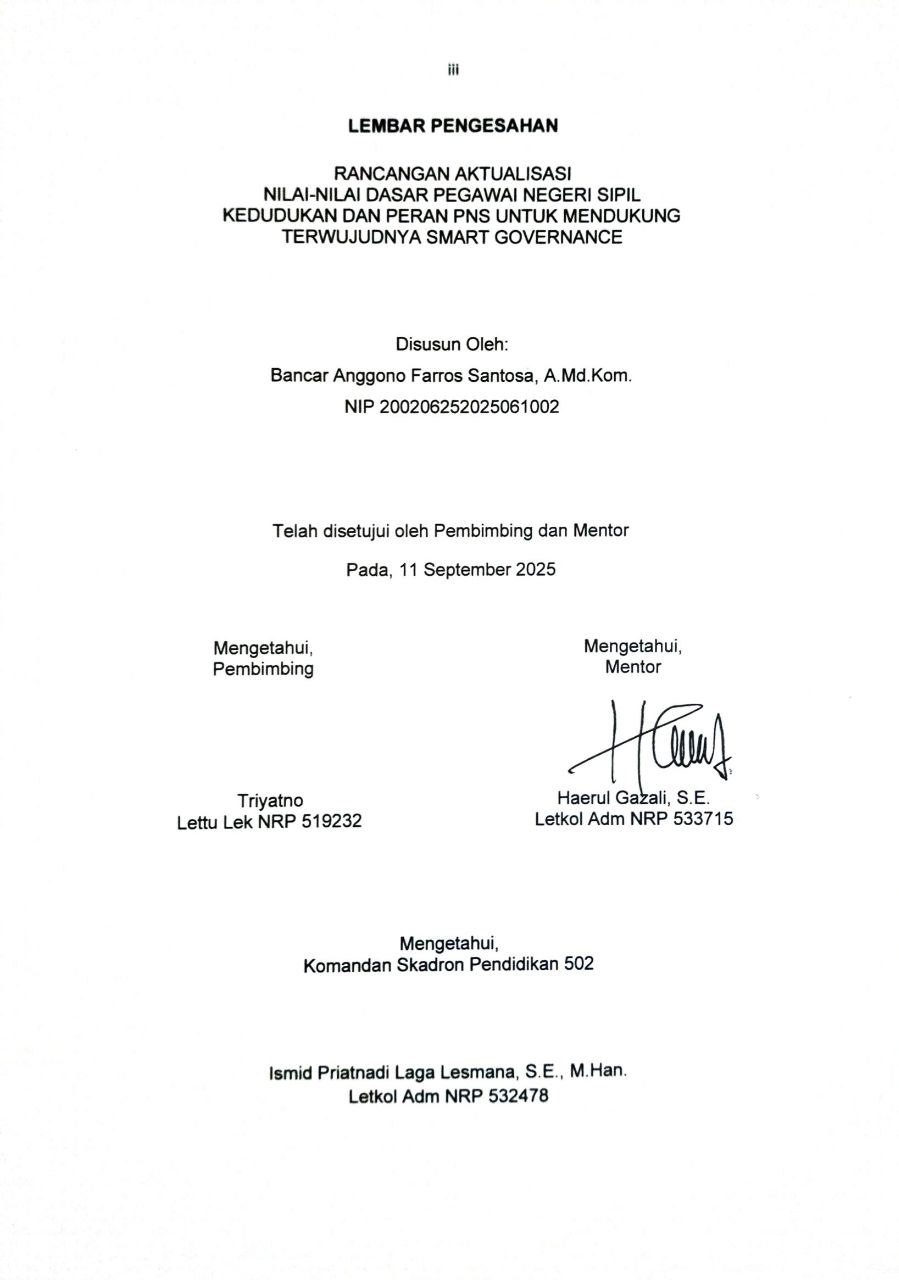 iii
LEMBAR PENGESAHAN
RANCANGAN AKTUALISASI
NILAI-NILAI DASAR PEGAWAI NEGERI SIPIL
KEDUDUKAN DAN PERAN PNS UNTUK MENDUKUNG
TERWUJUDNYA SMART GOVERNANCE
Disusun Oleh:
Bancar Anggono Farros Santosa, A.Md.Kom.
NIP 200206252025061002
Telah disetujui oleh Pembimbing dan Mentor
Pada, 11 September 2025
Mengetahui,
Pembimbing
Triyatno
Lettu Lek NRP 519232
Mengetahui,
Mentor
Haerul Gazali, S.E.
Letkol Adm NRP 533715
Mengetahui,
Komandan Skadron Pendidikan 502
Ismid Priatnadi Laga Lesmana, S.E., M.Han.
Letkol Adm NRP 532478